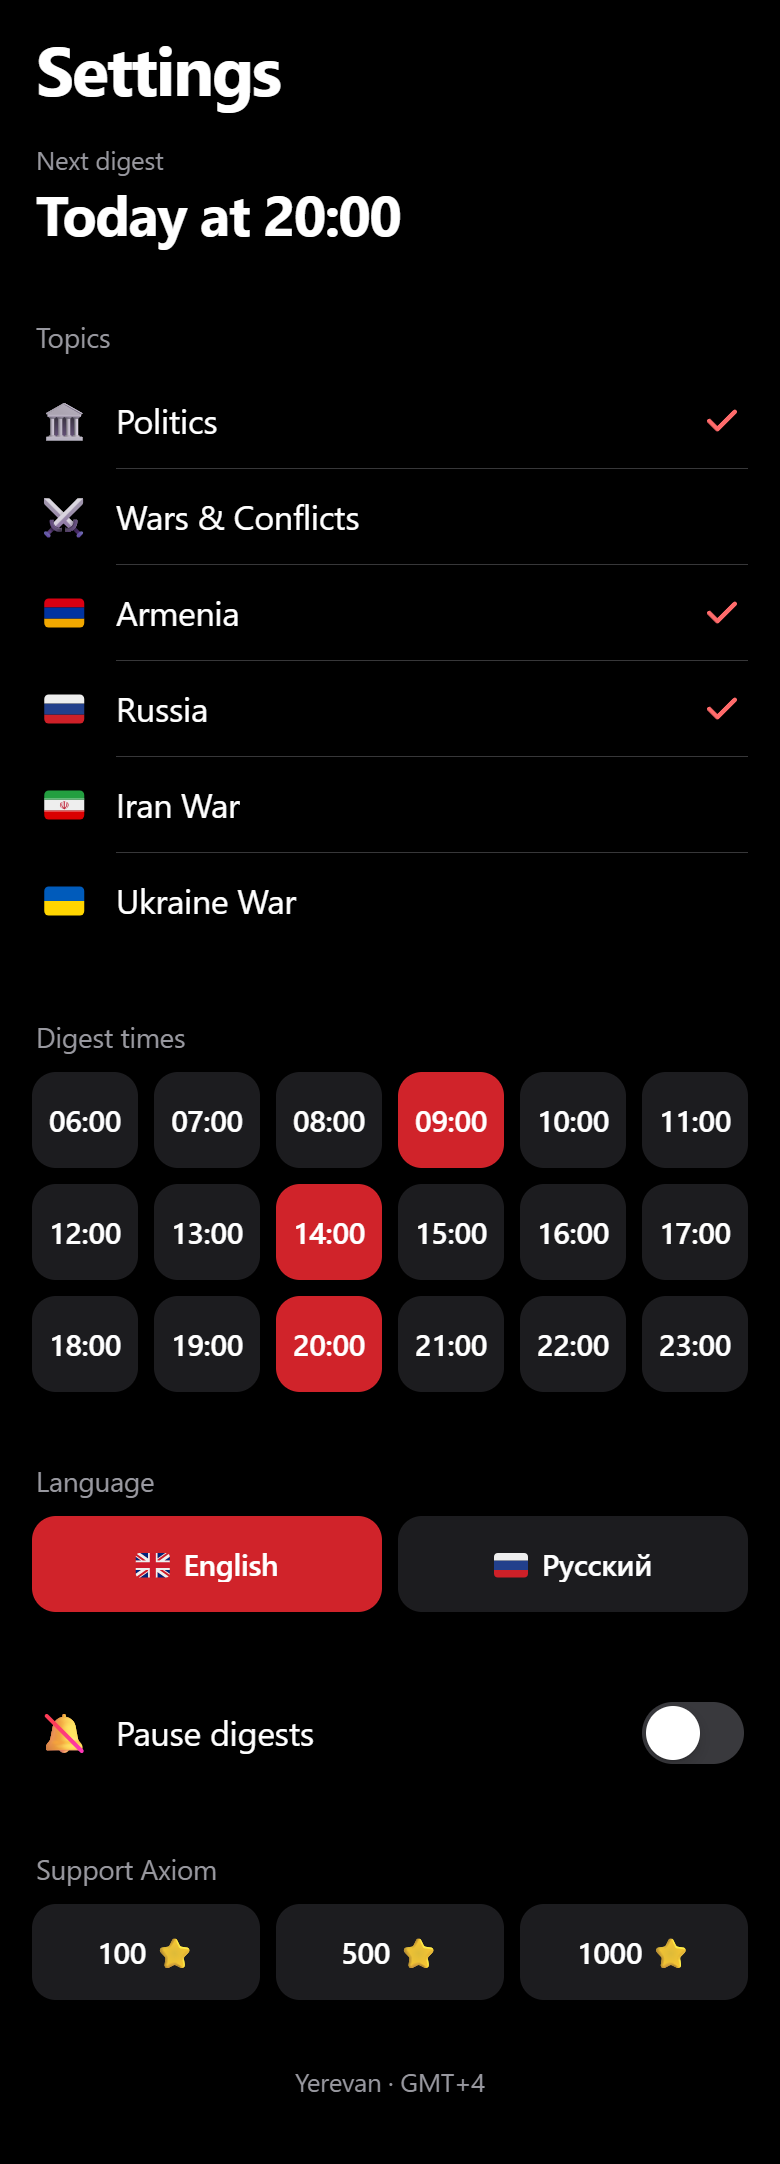 Settings
Next digest
Today at 20:00
Topics
Politics
Wars & Conflicts
Armenia
Russia
Iran War
Ukraine War
Digest times
06:00 07:00 08:00 09:00 10:00 11:00
12:00 13:00 14:00 15:00 16:00 17:00
18:00 19:00 20:00 21:00 22:00 23:00
Language
English Русский
Pause digests
Support Axiom
100 500 1000
Yerevan · GMT+4